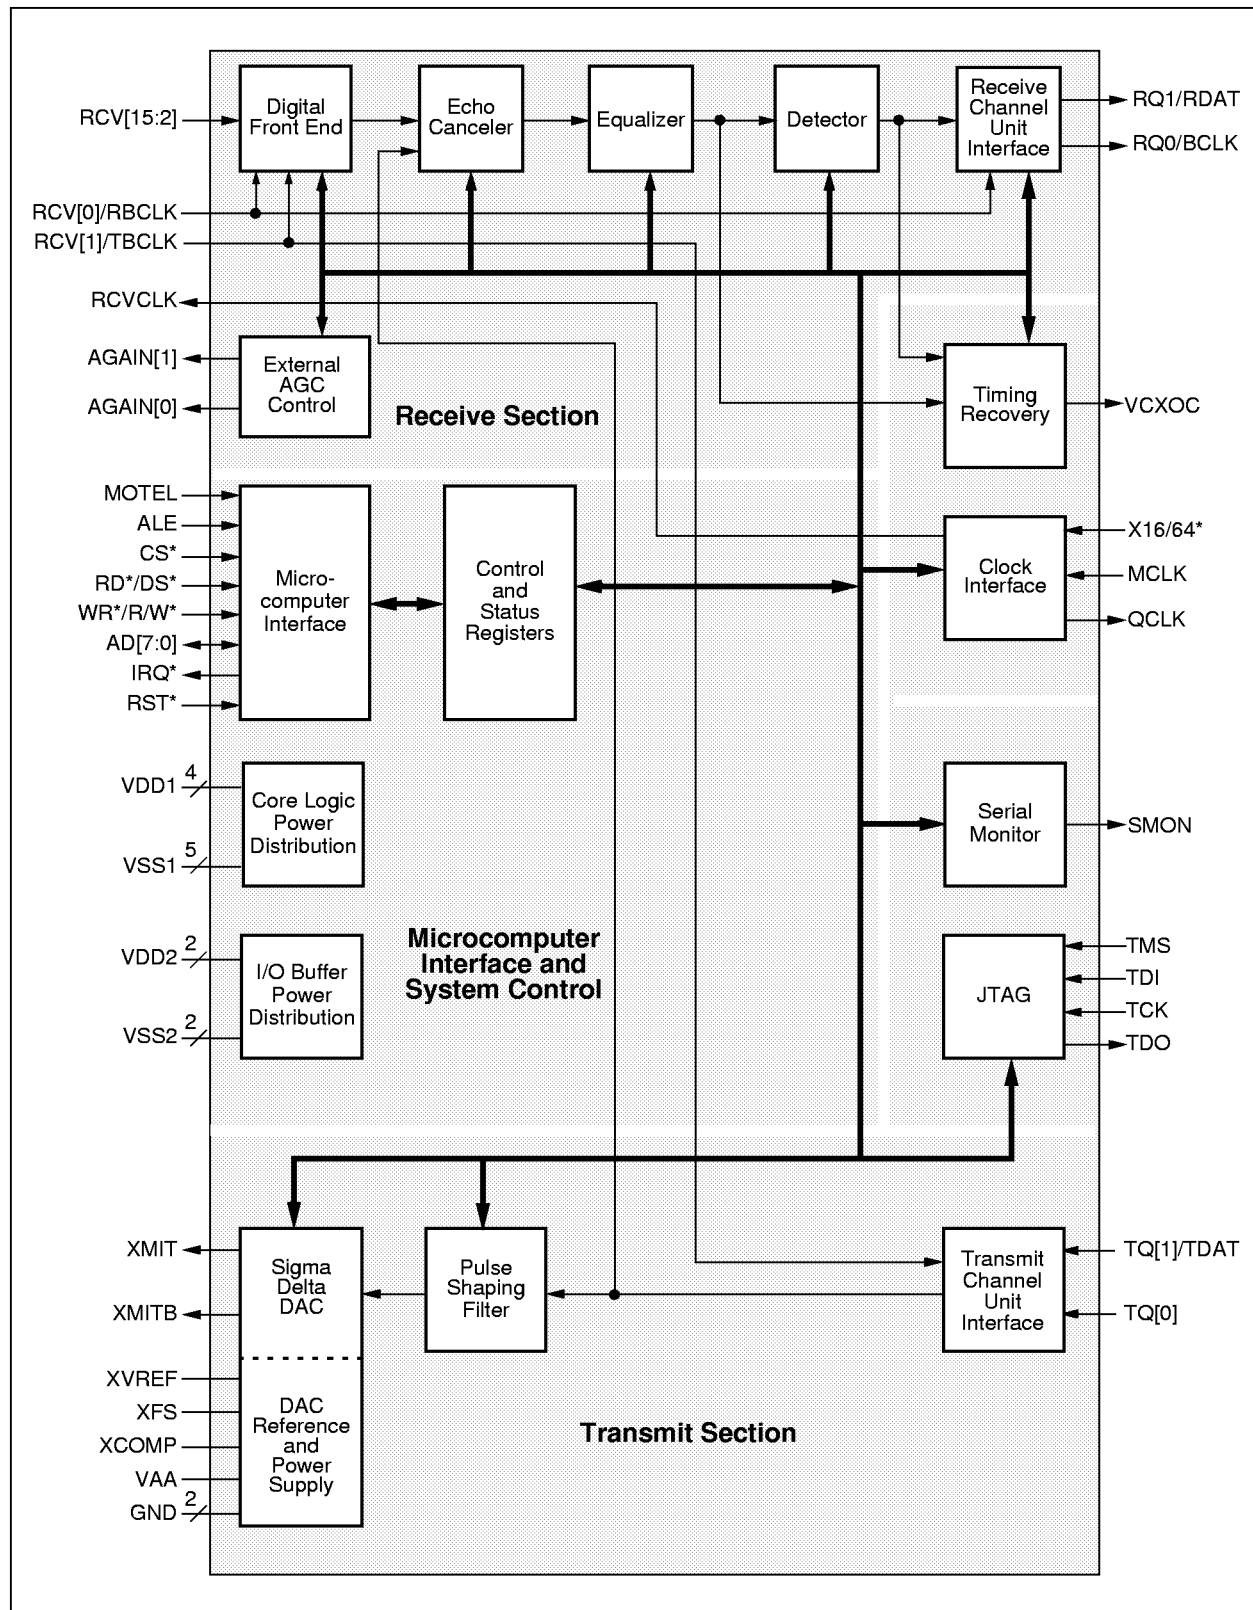 RCV[15:2]
Digital
Front End
Echo
Canceler
Equalizer
Detector
Receive
Channel
Unit
Interface
RQ1/RDAT
RQ0/BCLK
RCV[0]/RBCLK
RCV[1]/TBCLK
RCVCLK
AGAIN[1]
AGAIN[0]
External
AGC
Control
Receive Section
Timing
Recovery
VCXOC
MOTEL
ALE
CS*
RD*/DS*
WR*/R/W*
AD[7:0]
IRQ*
RST*
Micro-
computer
Interface
Control
and
Status
Registers
Clock
Interface
X16/64*
MCLK
QCLK
VDD1
4
VSS1
5
Core Logic
Power
Distribution
Serial
Monitor
SMON
VDD2
2
VSS2
2
I/O Buffer
Power
Distribution
Microcomputer
Interface and
System Control
JTAG
TMS
TDI
TCK
TDO
XMIT
XMITB
Sigma
Delta
DAC
Pulse
Shaping
Filter
Transmit
Channel
Unit
Interface
TQ[1]/TDAT
TQ[0]
XVREF
XFS
XCOMP
VAA
GND
2
DAC
Reference
and
Power
Supply
Transmit Section